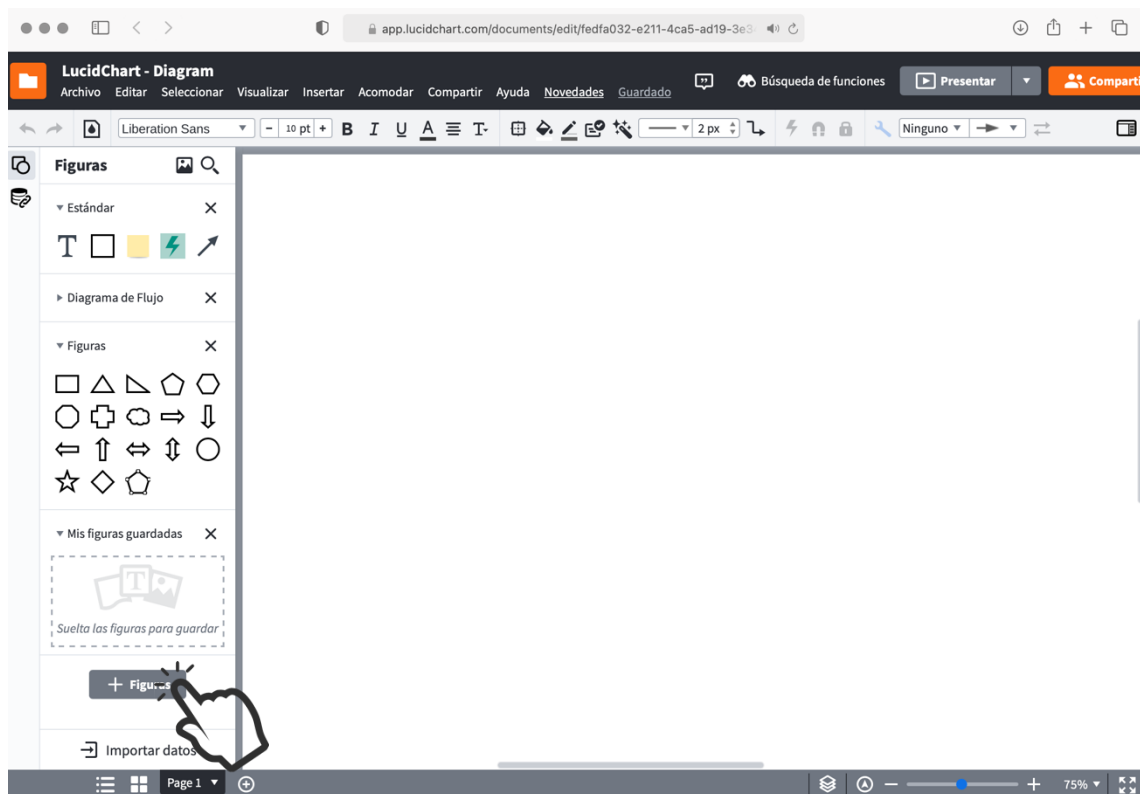 app.lucidchart.com/documents/edit/fedfa032-e211-4ca5-ad19-3e3
LucidChart - Diagram
Archivo Editar Seleccionar Visualizar Insertar Acomodar Compartir Ayuda Novedades Guardado
Búsqueda de funciones
Presentar
Comparti
Liberation Sans
10 pt
B I U A T
2 px
Ninguno
Figuras
Estándar
T
Diagrama de Flujo
Figuras
Mis figuras guardadas
T
Suelta las figuras para guardar
+ Figuras
Importar datos
Page 1
75%